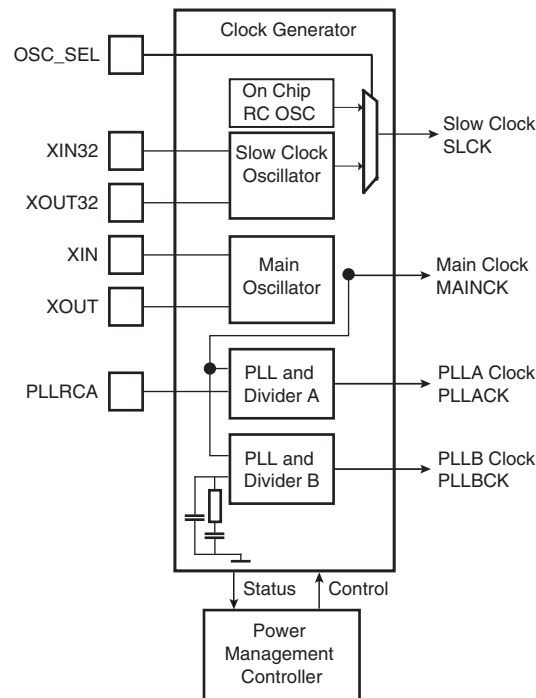 Clock Generator
OSC_SEL
On Chip
RC OSC
Slow Clock
SLCK
XIN32
Slow Clock
Oscillator
XOUT32
XIN
Main
Oscillator
Main Clock
MAINCK
XOUT
PLLRCA
PLL and
Divider A
PLLA Clock
PLLACK
PLL and
Divider B
PLLB Clock
PLLBCK
Status
Control
Power
Management
Controller